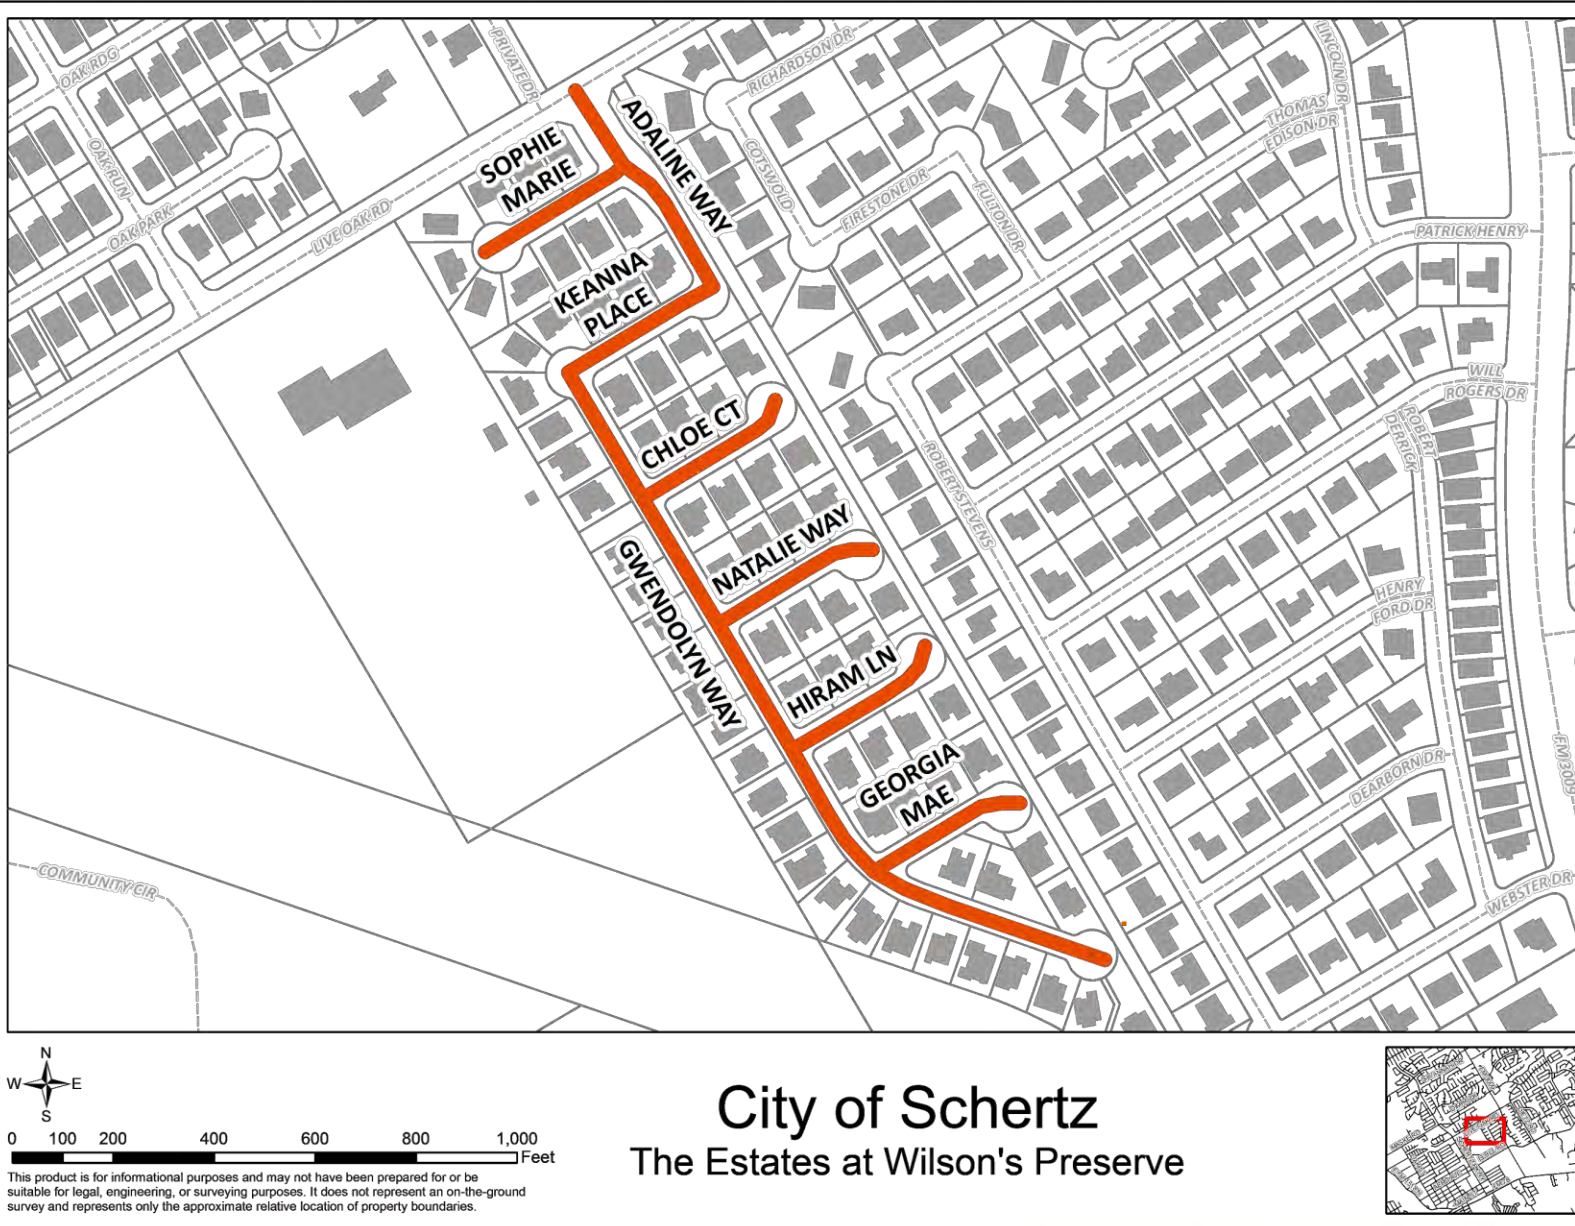 OAK RDG
PRIVATE DR
RICHARDSON DR
LINCOLN DR
THOMAS
EDISON DR
OAK RUN
SOPHIE
MARIE
ADALINE WAY
COTSWOLD
FIRESTONE DR
FULTON DR
OAK PARK
LIVE OAK RD
PATRICK HENRY
KEANNA
PLACE
WILL
ROGERS DR
ROBERT
DERRICK
CHLOE CT
ROBERT STEVENS
NATALIE WAY
GWENDOLYN WAY
HENRY
FORD DR
HIRAM LN
GEORGIA
MAE
DEARBORN DR
FM 3009
COMMUNITY CIR
WEBSTER DR
N
W E
S
0 100 200 400 600 800 1,000
Feet
This product is for informational purposes and may not have been prepared for or be
suitable for legal, engineering, or surveying purposes. It does not represent an on-the-ground
survey and represents only the approximate relative location of property boundaries.
City of Schertz
The Estates at Wilson's Preserve